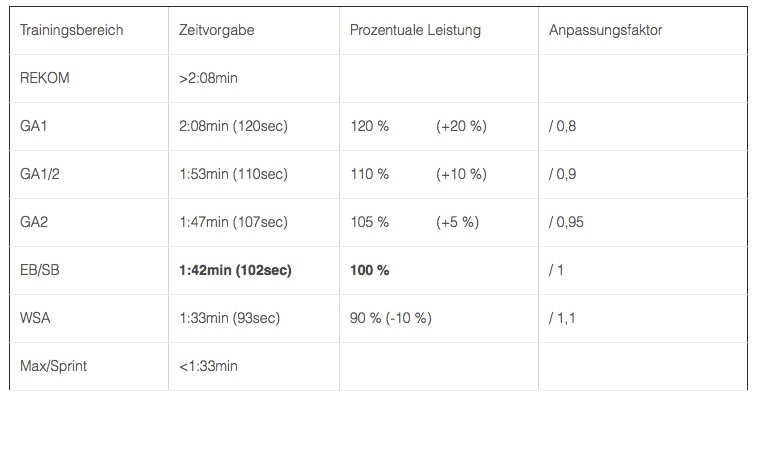 Trainingsbereich Zeitvorgabe Prozentuale Leistung Anpassungsfaktor
REKOM >2:08min
GA1 2:08min (120sec) 120 % (+20 %) / 0,8
GA1/2 1:53min (110sec) 110 % (+10 %) / 0,9
GA2 1:47min (107sec) 105 % (+5 %) / 0,95
EB/SB 1:42min (102sec) 100 % / 1
WSA 1:33min (93sec) 90 % (-10 %) / 1,1
Max/Sprint <1:33min